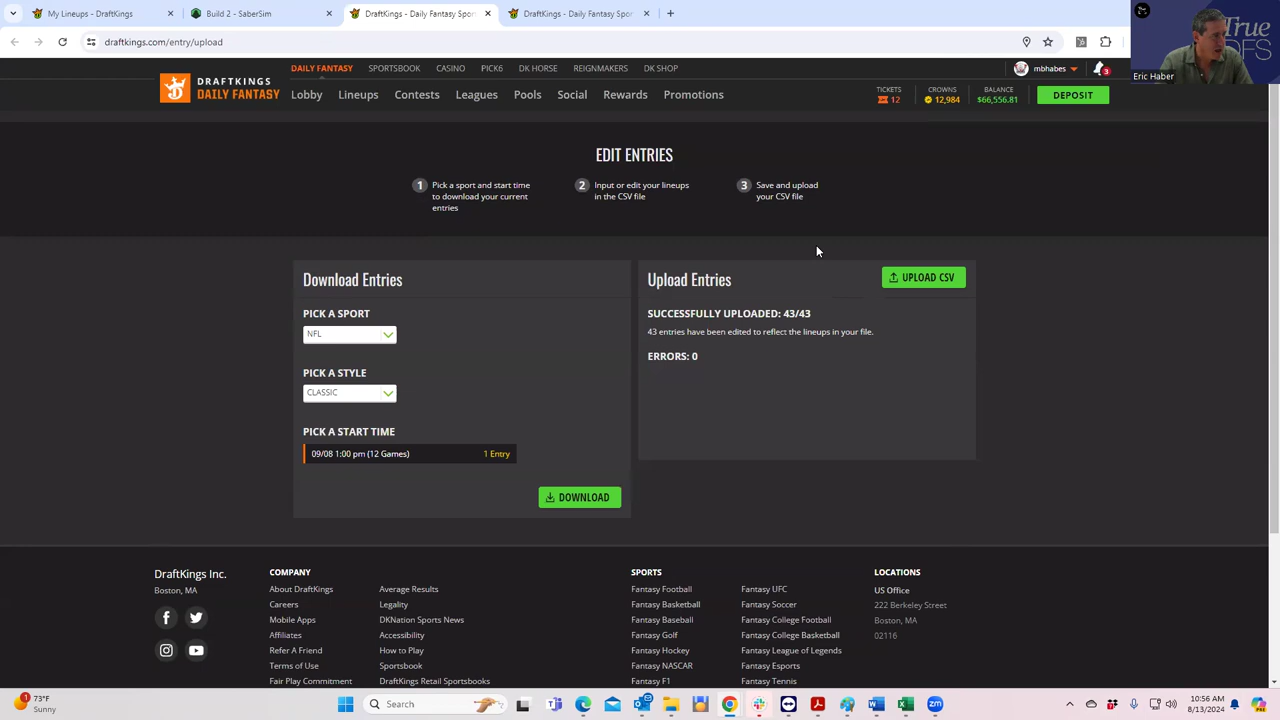 My Lineups - DraftKings
Build 2 - SaberSim
DraftKings - Daily Fantasy Sport
DraftKings - Daily Fantasy Spor
draftkings.com/entry/upload
True
DFS
Eric Haber
DAILY FANTASY
SPORTSBOOK
CASINO
PICK6
DK HORSE
REIGNMAKERS
DK SHOP
mbhabes
3
DRAFTKINGS
DAILY FANTASY
Lobby
Lineups
Contests
Leagues
Pools
Social
Rewards
Promotions
TICKETS
12
CROWNS
12,984
BALANCE
$66,556.81
DEPOSIT
EDIT ENTRIES
1 Pick a sport and start time
to download your current
entries
2 Input or edit your lineups
in the CSV file
3 Save and upload
your CSV file
Download Entries
PICK A SPORT
NFL
PICK A STYLE
CLASSIC
PICK A START TIME
09/08 1:00 pm (12 Games) 1 Entry
DOWNLOAD
Upload Entries
UPLOAD CSV
SUCCESSFULLY UPLOADED: 43/43
43 entries have been edited to reflect the lineups in your file.
ERRORS: 0
DraftKings Inc.
Boston, MA
COMPANY
About DraftKings
Careers
Mobile Apps
Affiliates
Refer A Friend
Terms of Use
Fair Play Commitment
Average Results
Legality
DKNation Sports News
Accessibility
How to Play
Sportsbook
DraftKings Retail Sportsbooks
SPORTS
Fantasy Football
Fantasy Basketball
Fantasy Baseball
Fantasy Golf
Fantasy Hockey
Fantasy NASCAR
Fantasy F1
Fantasy UFC
Fantasy Soccer
Fantasy College Football
Fantasy College Basketball
Fantasy League of Legends
Fantasy Esports
Fantasy Tennis
LOCATIONS
US Office
222 Berkeley Street
Boston, MA
02116
1
73°F
Sunny
Search
10:56 AM
8/13/2024